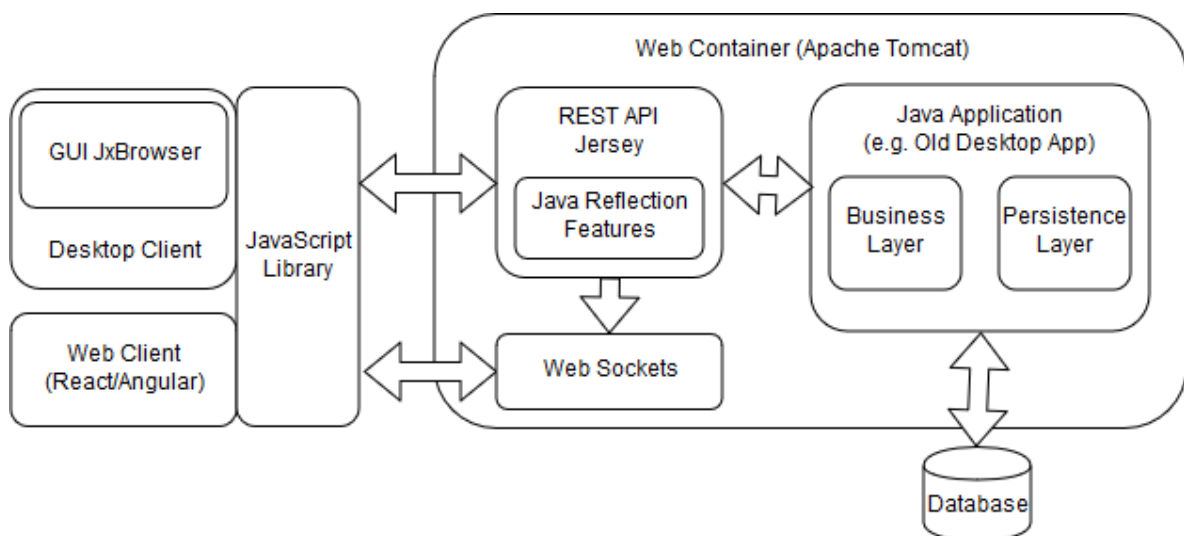 Web Container (Apache Tomcat)
GUI JxBrowser
Desktop Client
Web Client
(React/Angular)
JavaScript
Library
REST API
Jersey
Java Reflection
Features
Web Sockets
Java Application
(e.g. Old Desktop App)
Business
Layer
Persistence
Layer
Database